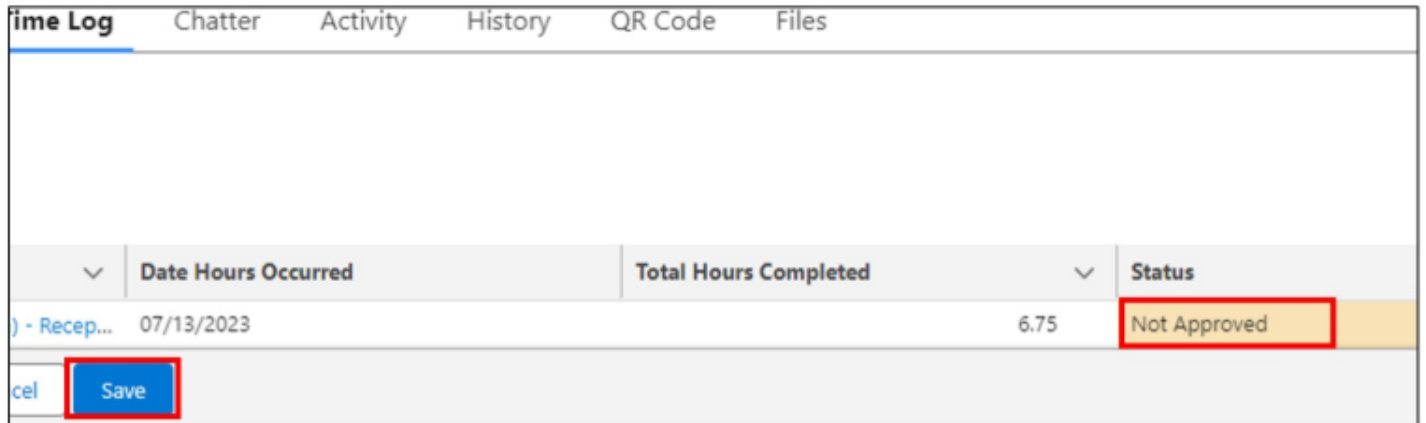 Time Log Chatter Activity History QR Code Files
Date Hours Occurred Total Hours Completed Status
) - Recep... 07/13/2023 6.75 Not Approved
cel Save